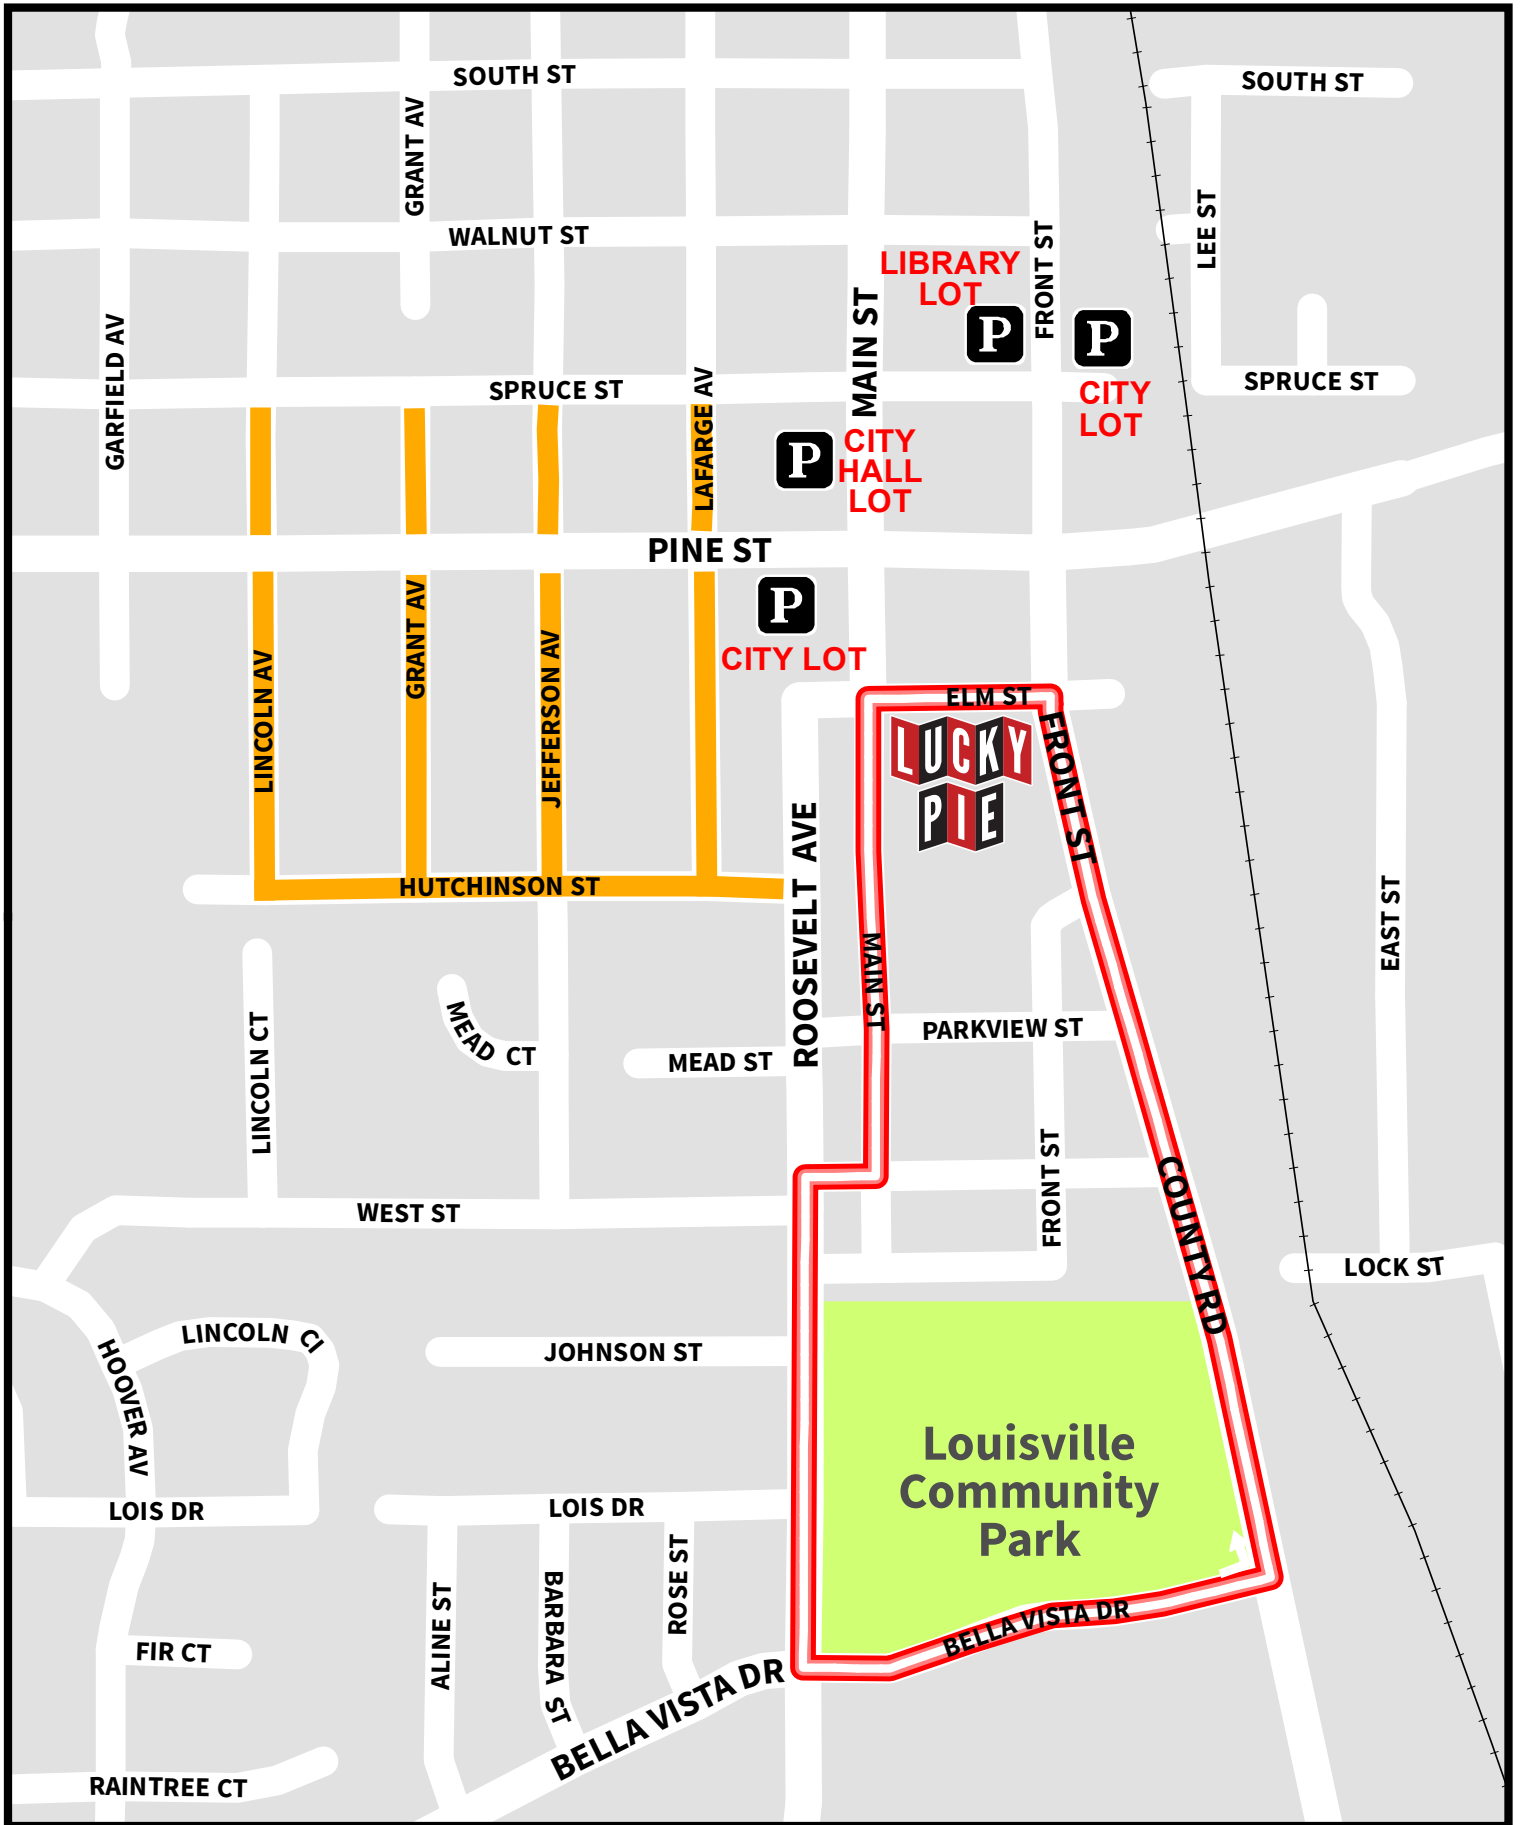 SOUTH ST
SOUTH ST
GRANT AV
WALNUT ST
LEE ST
FRONT ST
LIBRARY
LOT
P
P
MAIN ST
GARFIELD AV
SPRUCE ST
LAFARGE AV
SPRUCE ST
CITY
LOT
P
CITY
HALL
LOT
PINE ST
P
CITY LOT
LINCOLN AV
GRANT AV
JEFFERSON AV
ELM ST
LUCKY
PIE
FRONT ST
ROOSEVELT AVE
HUTCHINSON ST
EAST ST
MAIN ST
LINCOLN CT
MEAD CT
MEAD ST
PARKVIEW ST
FRONT ST
COUNTY RD
WEST ST
LOCK ST
LINCOLN CI
HOOVER AV
JOHNSON ST
Louisville
Community
Park
LOIS DR
LOIS DR
ROSE ST
ALINE ST
BARBARA ST
BELLA VISTA DR
FIR CT
BELLA VISTA DR
RAINTREE CT